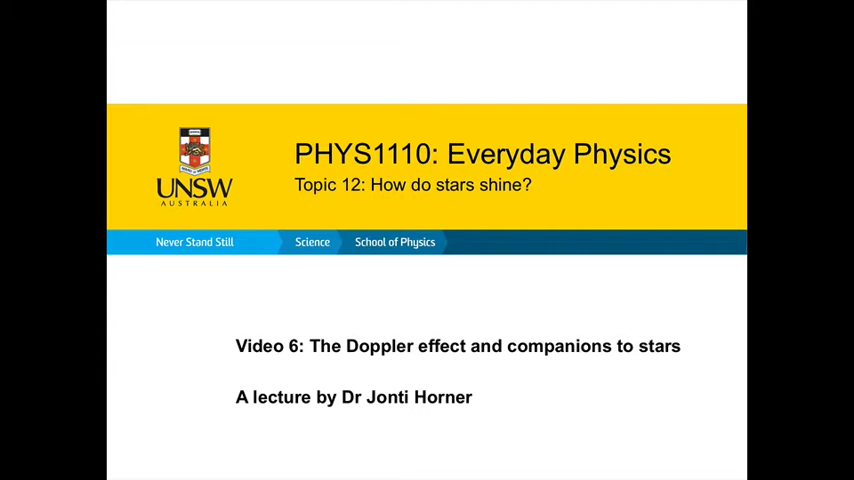 PHYS1110: Everyday Physics
Topic 12: How do stars shine?
UNSW
AUSTRALIA
Never Stand Still
Science
School of Physics
Video 6: The Doppler effect and companions to stars
A lecture by Dr Jonti Horner